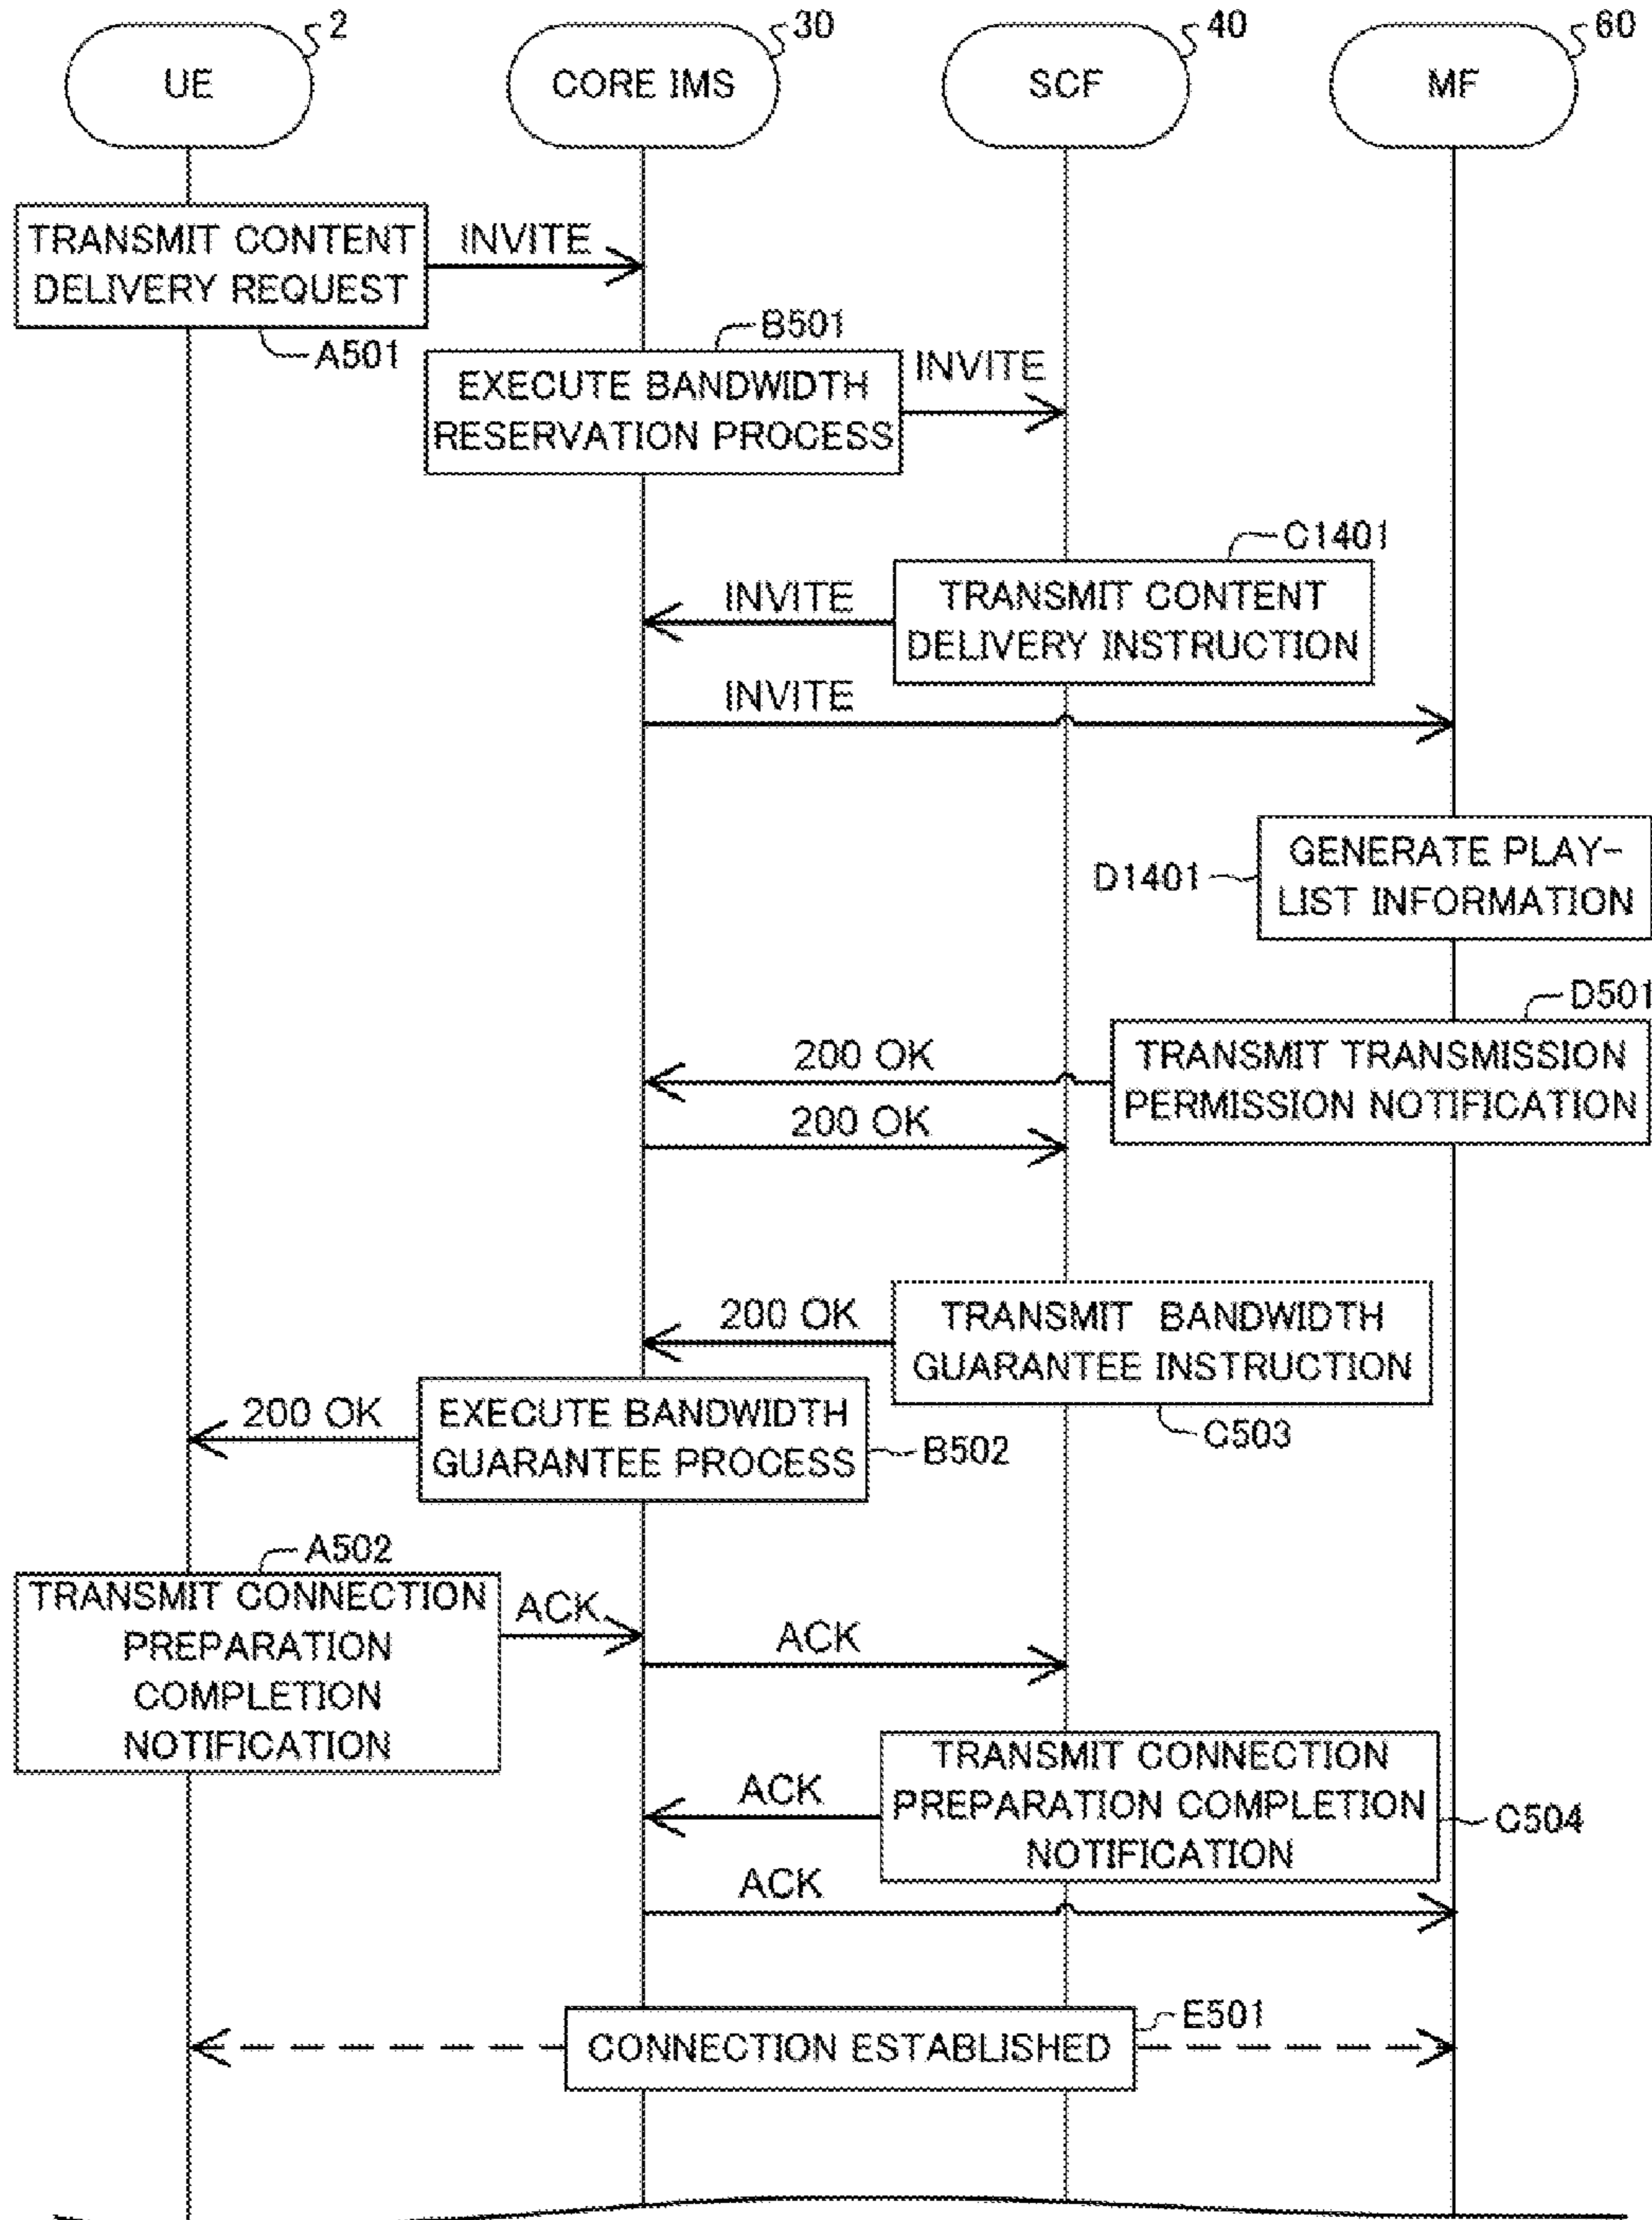 2
30
40
60
UE
CORE IMS
SCF
MF
TRANSMIT CONTENT
DELIVERY REQUEST
INVITE
A501
B501
EXECUTE BANDWIDTH
RESERVATION PROCESS
INVITE
C1401
INVITE
TRANSMIT CONTENT
DELIVERY INSTRUCTION
INVITE
D1401
GENERATE PLAY-
LIST INFORMATION
D501
200 OK
TRANSMIT TRANSMISSION
PERMISSION NOTIFICATION
200 OK
200 OK
TRANSMIT BANDWIDTH
GUARANTEE INSTRUCTION
C503
200 OK
EXECUTE BANDWIDTH
GUARANTEE PROCESS
B502
A502
TRANSMIT CONNECTION
PREPARATION
COMPLETION
NOTIFICATION
ACK
ACK
ACK
TRANSMIT CONNECTION
PREPARATION COMPLETION
NOTIFICATION
C504
ACK
E501
CONNECTION ESTABLISHED